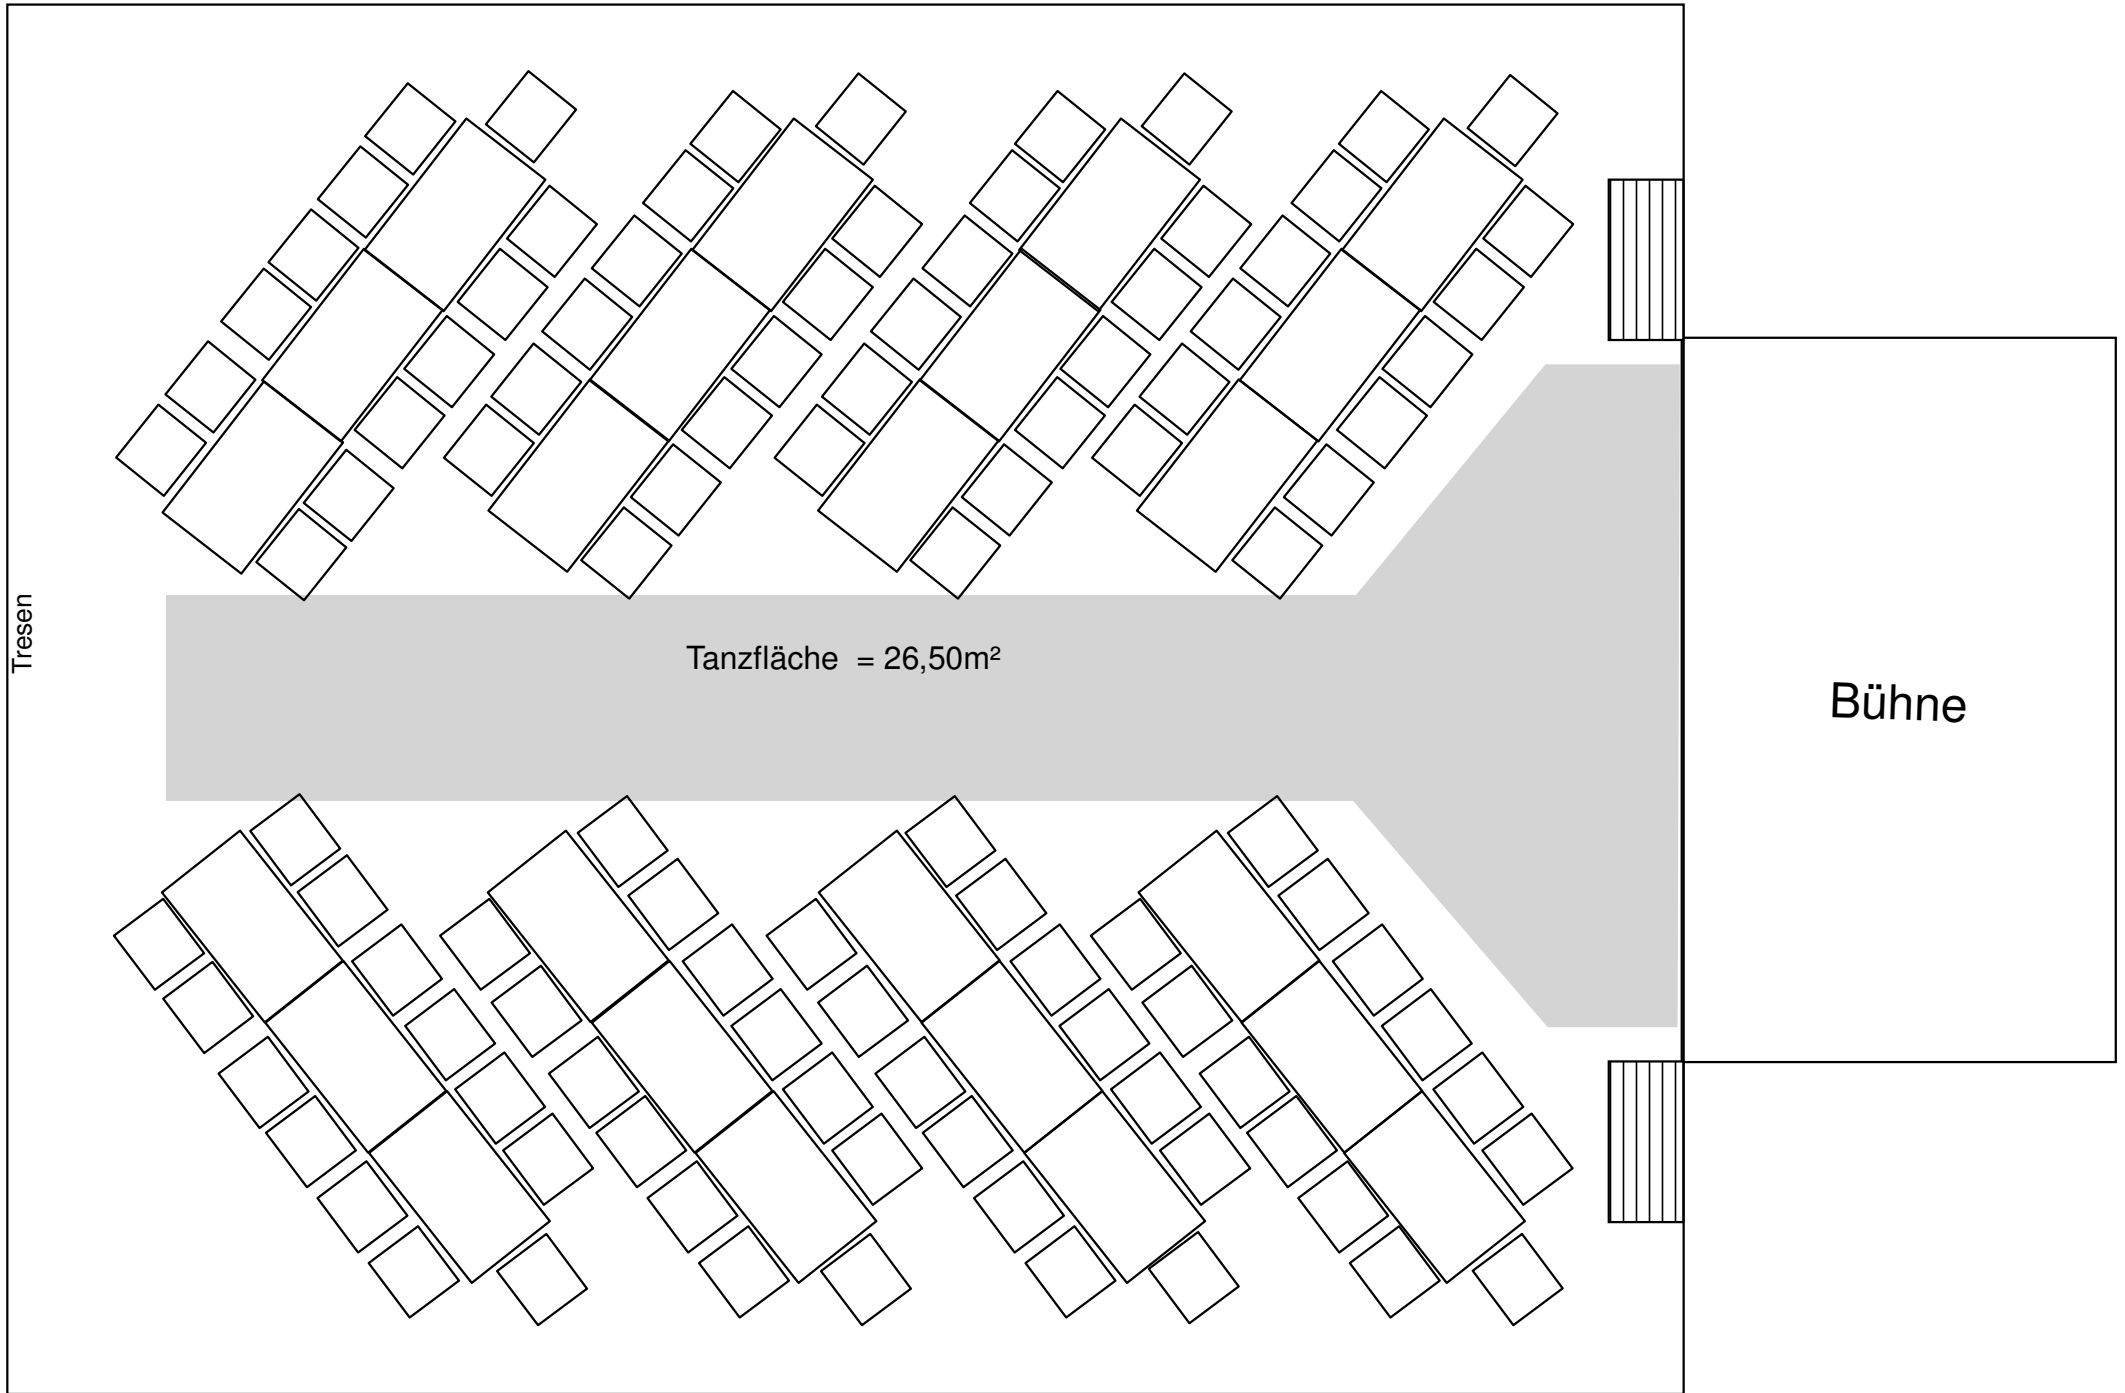 Tresen
Tanzfläche = 26,50m²
Bühne